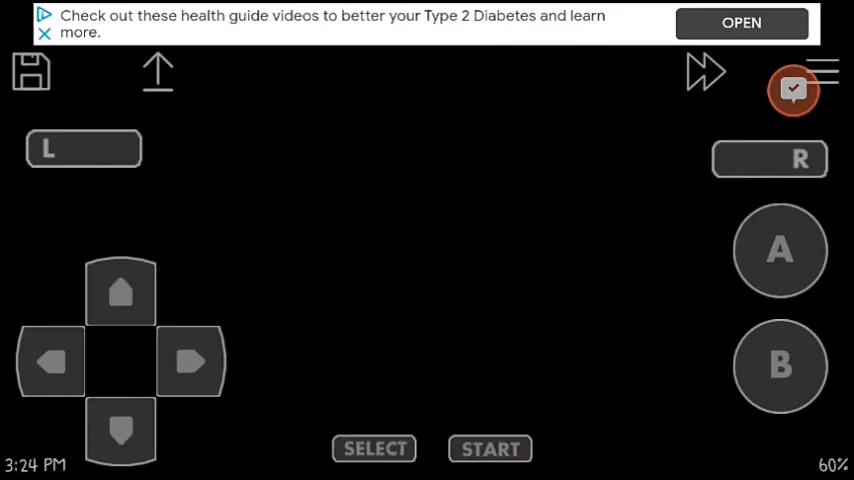 Check out these health guide videos to better your Type 2 Diabetes and learn
more.
OPEN
L
R
A
B
SELECT
START
3:24 PM
60%